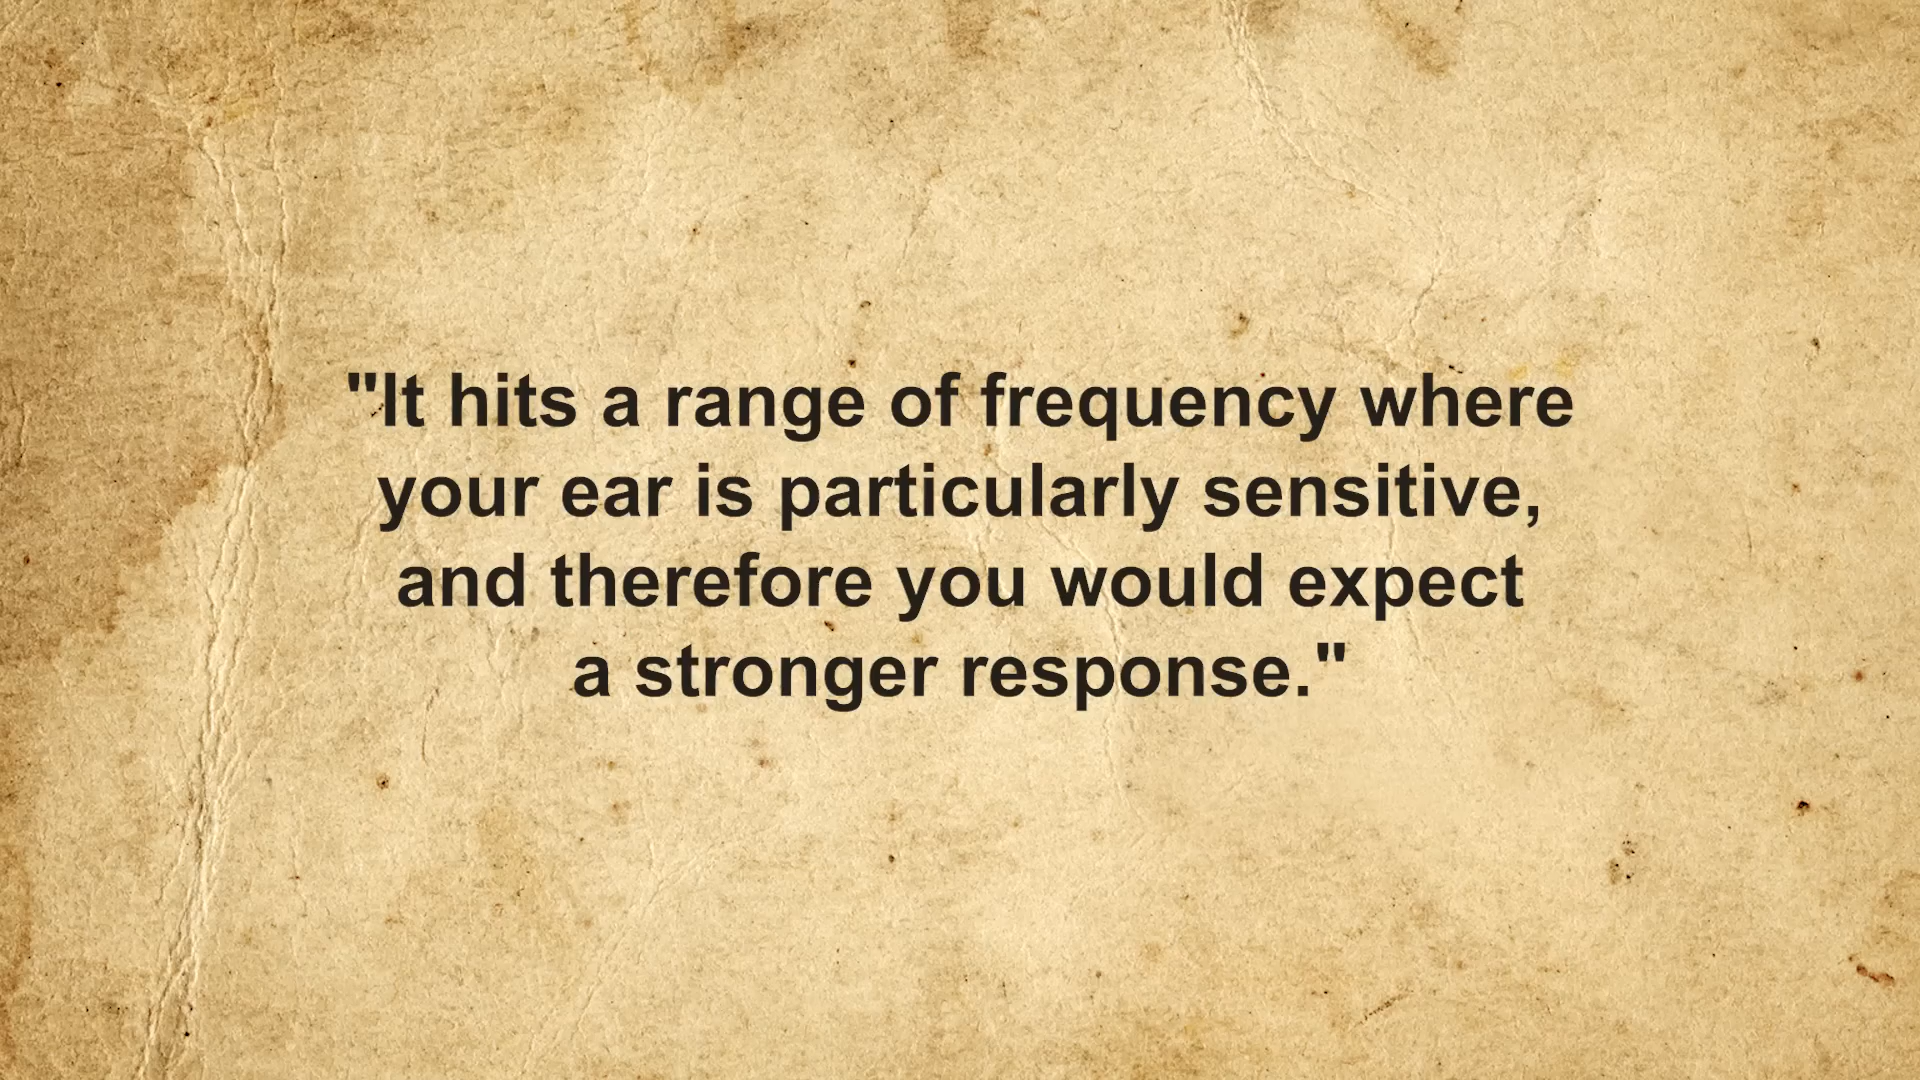 "It hits a range of frequency where
your ear is particularly sensitive,
and therefore you would expect
a stronger response."